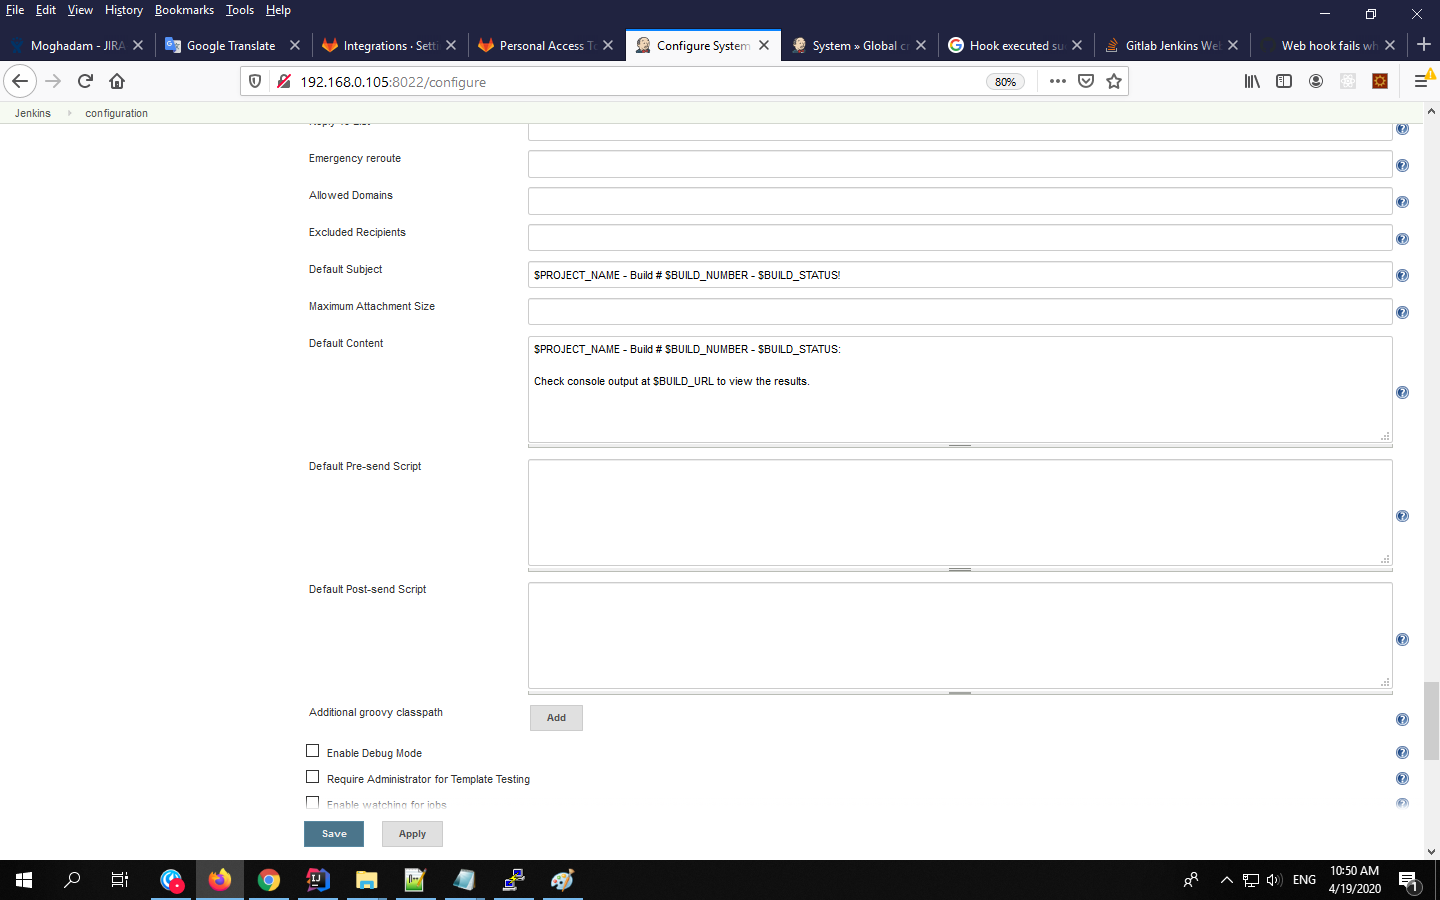 File Edit View History Bookmarks Tools Help
Moghadam - JIRA
Google Translate
Integrations · Sett
Personal Access To
Configure System
System » Global c
Hook executed su
Gitlab Jenkins We
Web hook fails wh
192.168.0.105:8022/configure
80%
Jenkins
configuration
Emergency reroute
Allowed Domains
Excluded Recipients
Default Subject
$PROJECT_NAME - Build # $BUILD_NUMBER - $BUILD_STATUS!
Maximum Attachment Size
Default Content
$PROJECT_NAME - Build # $BUILD_NUMBER - $BUILD_STATUS:
Check console output at $BUILD_URL to view the results.
Default Pre-send Script
Default Post-send Script
Additional groovy classpath
Add
Enable Debug Mode
Require Administrator for Template Testing
Enable watching for jobs
Save
Apply
ENG
10:50 AM
4/19/2020
1